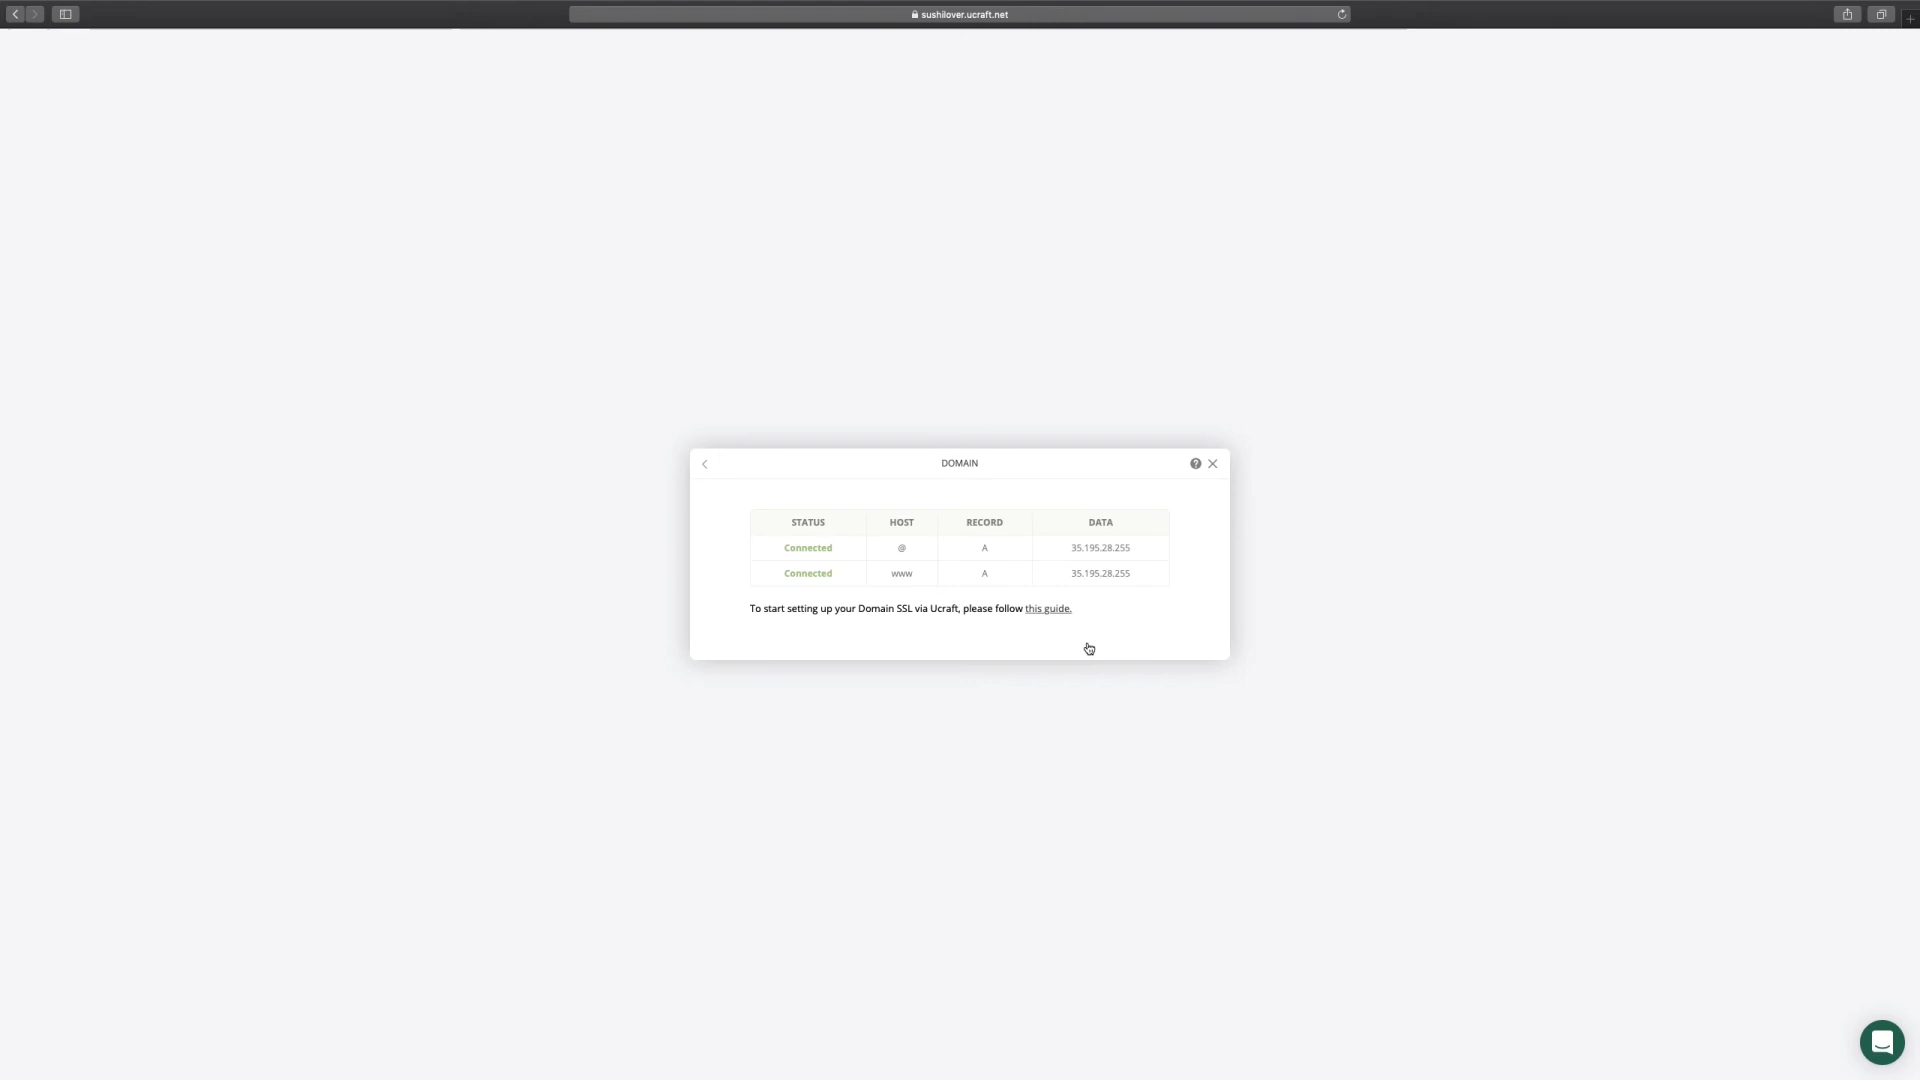 sushilover.ucraft.net
DOMAIN
STATUS HOST RECORD DATA
Connected @ A 35.195.28.255
Connected www A 35.195.28.255
To start setting up your Domain SSL via Ucraft, please follow this guide.